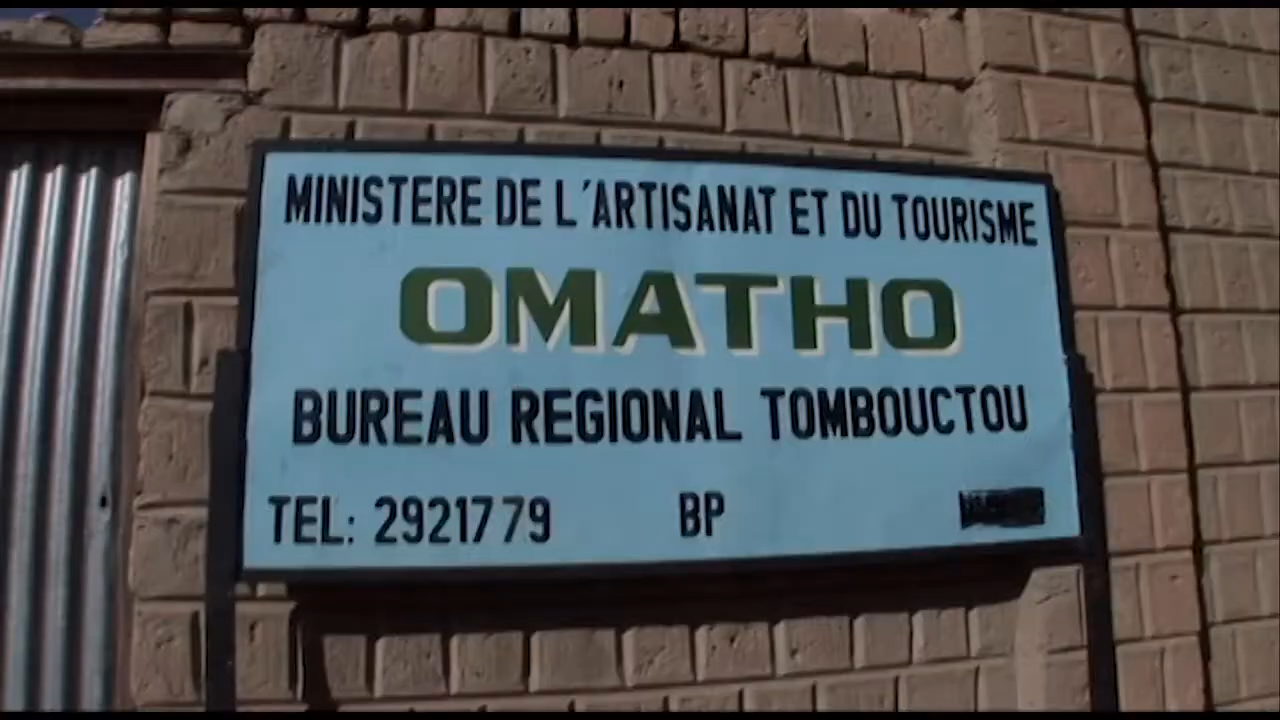 MINISTERE DE L'ARTISANAT ET DU TOURISME
OMATHO
BUREAU REGIONAL TOMBOUCTOU
TEL: 2921779 BP